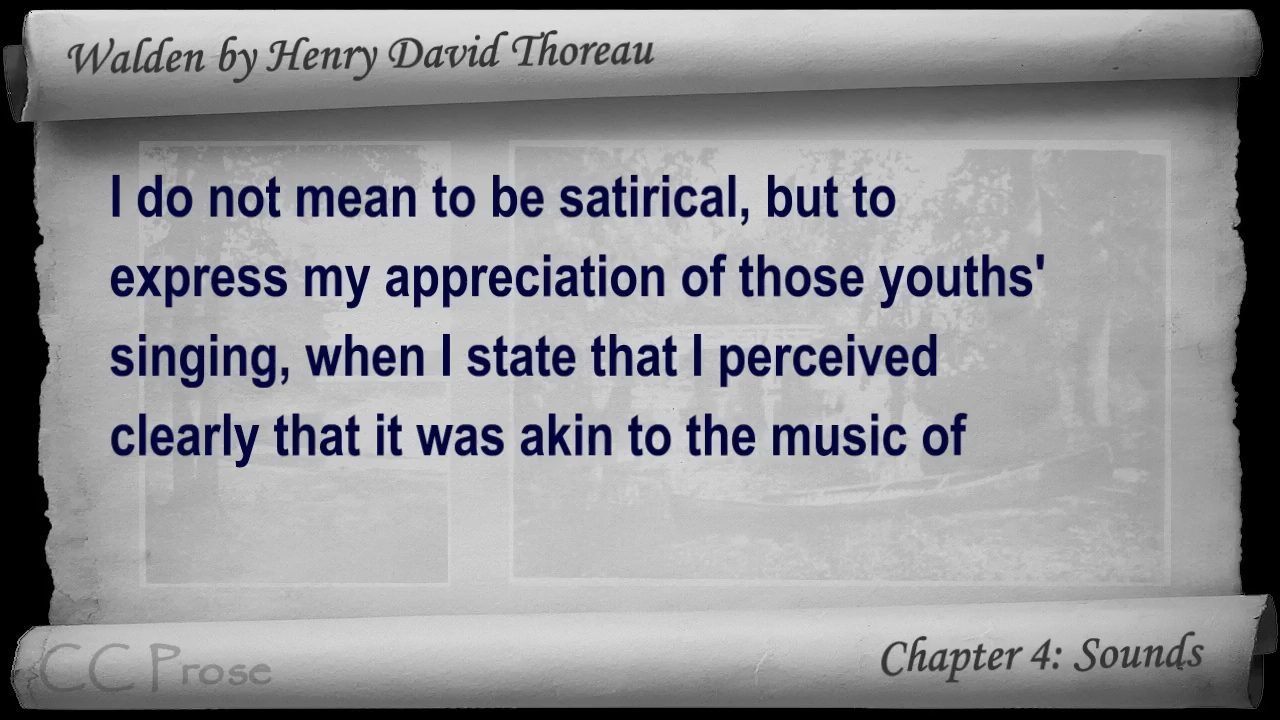 Walden by Henry David Thoreau
I do not mean to be satirical, but to
express my appreciation of those youths'
singing, when I state that I perceived
clearly that it was akin to the music of
Chapter 4: Sounds
CC Prose